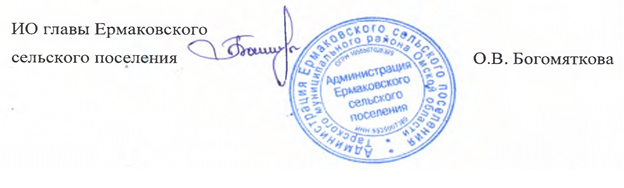 ИО главы Ермаковского
сельского поселения
О.В. Богомяткова
Администрация Ермаковского сельского поселения
Тарского муниципального района Омской области
Администрация
Ермаковского
сельского
поселения